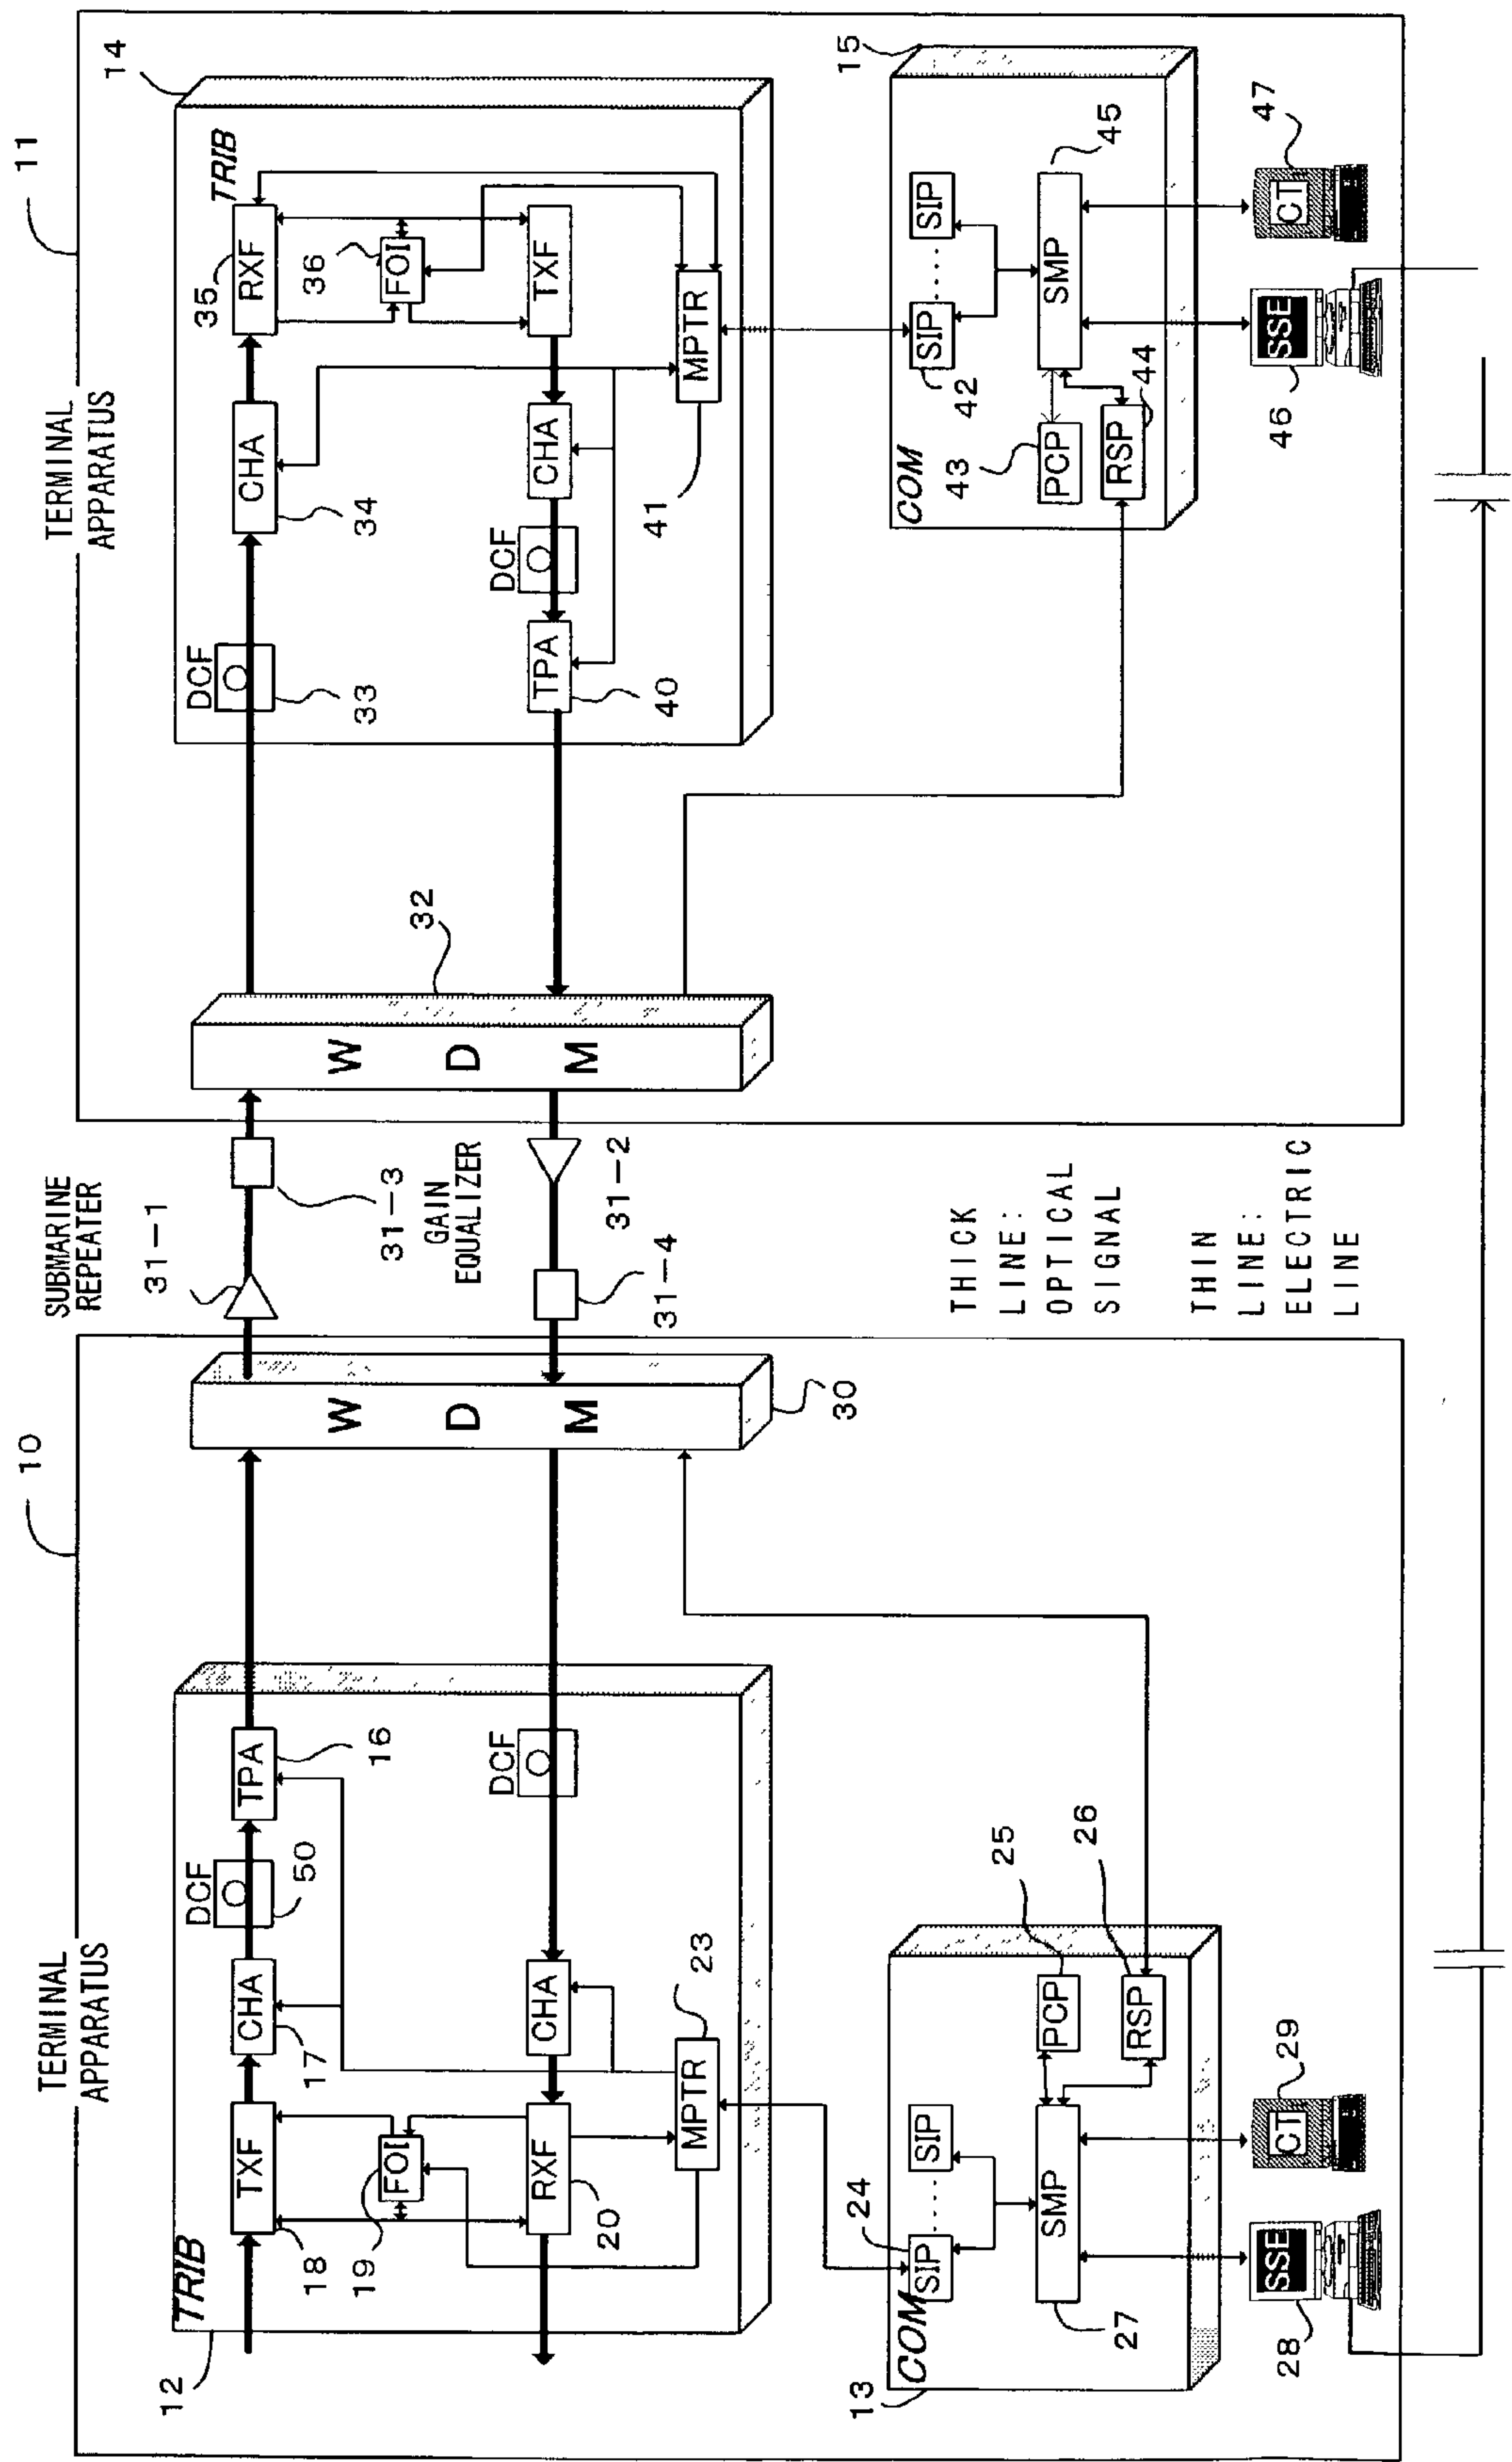 TERMINAL
APPARATUS
10
SUBMARINE
REPEATER
31-1
TERMINAL
APPARATUS
11
12
TRIB
TXF
18
CHA
17
DCF
50
TPA
16
FOI
19
RXF
20
CHA
DCF
MPTR
23
W
D
M
30
31-3
GAIN
EQUALIZER
31-2
31-4
W
D
M
32
14
TRIB
DCF
33
CHA
34
RXF
35
FOI
36
TXF
CHA
DCF
TPA
40
MPTR
41
13
COM
SIP
24
.....
SIP
SMP
27
PCP
25
RSP
26
SSE
28
CT
29
THICK
LINE:
OPTICAL
SIGNAL
THIN
LINE:
ELECTRIC
LINE
15
COM
SIP
42
....
SIP
PCP
43
SMP
45
RSP
44
SSE
46
CT
47